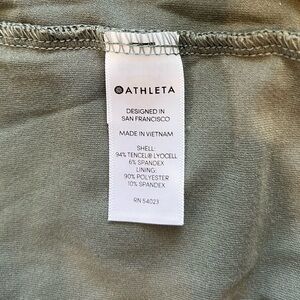 ATHLETA
DESIGNED IN
SAN FRANCISCO
MADE IN VIETNAM
SHELL:
94% TENCEL® LYOCELL
6% SPANDEX
LINING:
90% POLYESTER
10% SPANDEX
RN 54023